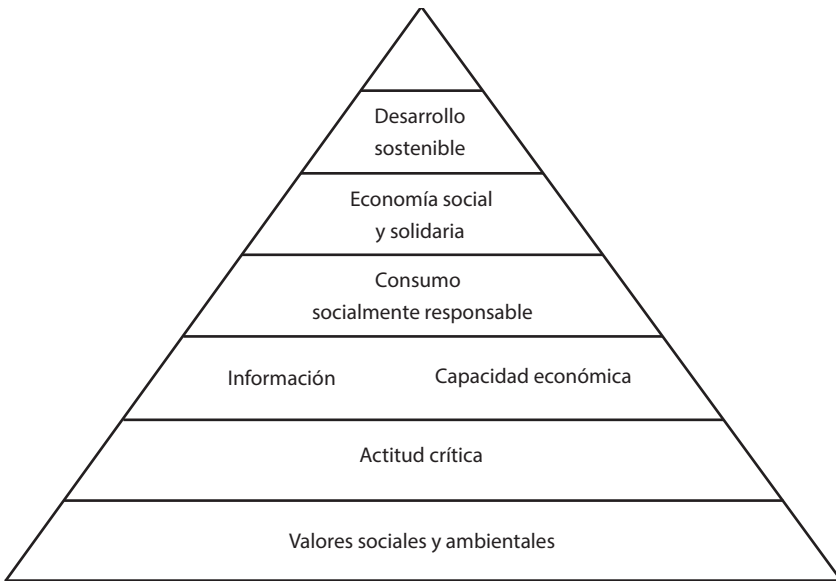 Desarrollo
sostenible
Economía social
y solidaria
Consumo
socialmente responsable
Información Capacidad económica
Actitud crítica
Valores sociales y ambientales